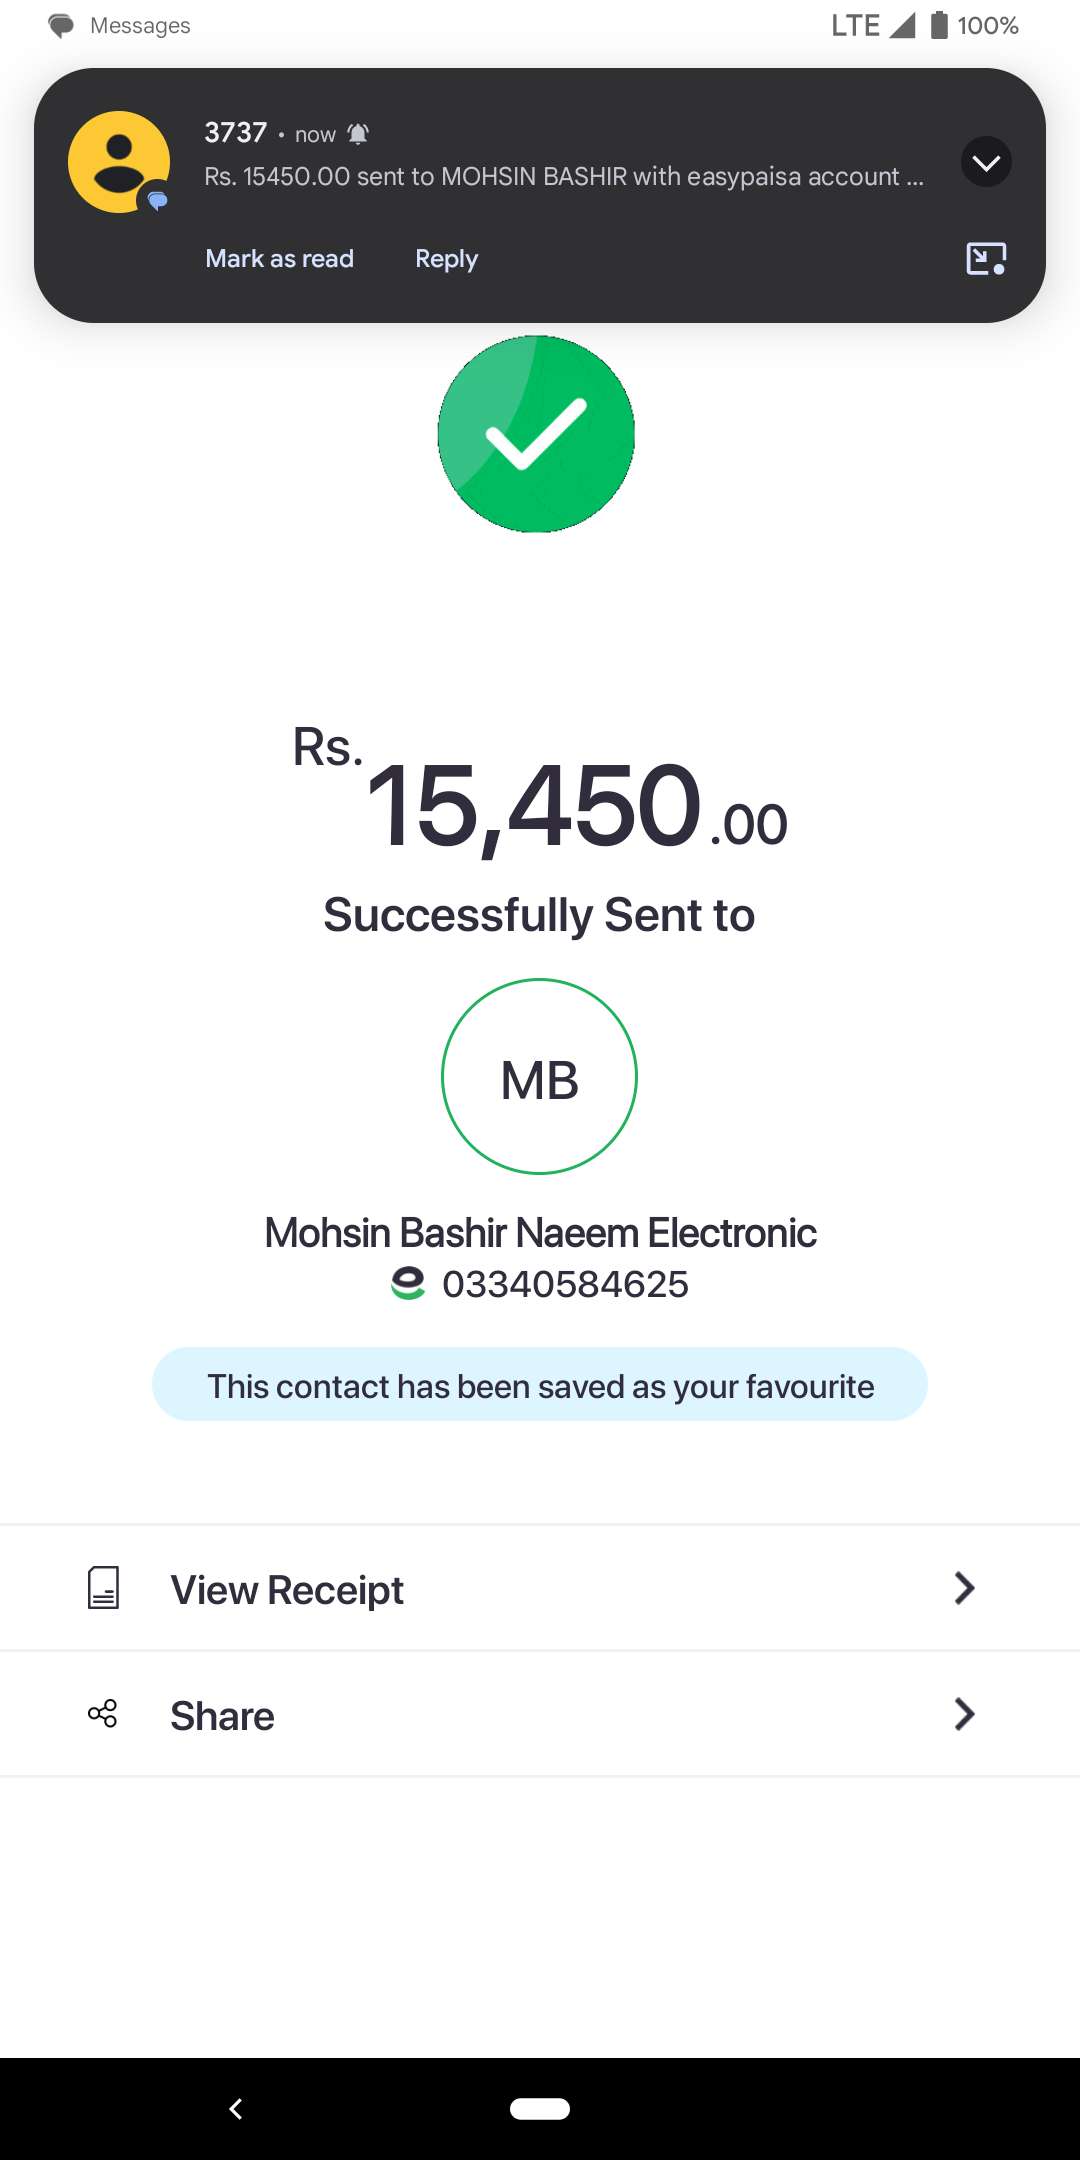 Messages
LTE 100%
3737 • now
Rs. 15450.00 sent to MOHSIN BASHIR with easypaisa account ...
Mark as read Reply
Rs. 15,450.00
Successfully Sent to
MB
Mohsin Bashir Naeem Electronic
03340584625
This contact has been saved as your favourite
View Receipt
Share